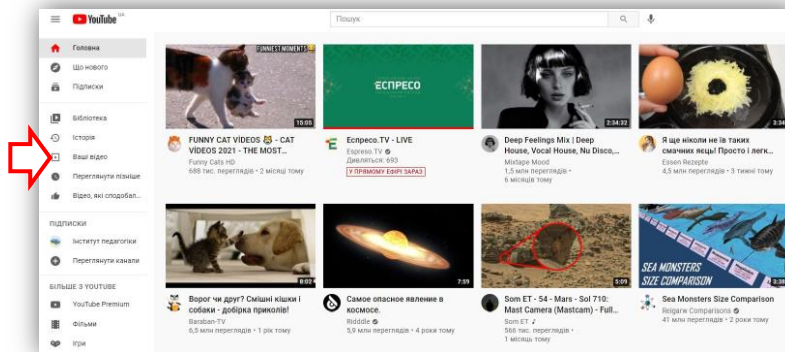 YouTube UA
Пошук
Головна
Що нового
Підписки
Бібліотека
Історія
Ваші відео
Переглянути пізніше
Відео, які сподобал...
ПІДПИСКИ
Інститут педагогіки
Переглянути канали
БІЛЬШЕ З YOUTUBE
YouTube Premium
Фільми
Ігри
FUNNIEST MOMENTS
15:05
FUNNY CAT VIDEOS - CAT
VIDEOS 2021 - THE MOST...
Funny Cats HD
688 тис. переглядів • 2 місяці тому
ЕСПРЕСО
Еспресо.TV - LIVE
Espreso.TV
Дивляться: 693
У ПРЯМОМУ ЕФІРІ ЗАРАЗ
2:34:32
Deep Feelings Mix | Deep
House, Vocal House, Nu Disco,...
Mixtape Mood
1,5 млн переглядів •
6 місяців тому
3:34
Я ще ніколи не їв таких
смачних яєць! Просто і легк...
Essen Rezepte
4,5 млн переглядів • 3 тижні тому
8:02
Ворог чи друг? Смішні кішки і
собаки - добірка приколів!
Baraban-TV
6,5 млн переглядів • 1 рік тому
7:59
Самое опасное явление в
космосе.
Ridddle
5,9 млн переглядів • 4 роки тому
5:09
Som ET - 54 - Mars - Sol 710:
Mast Camera (Mastcam) - Full...
Som ET
566 тис. переглядів •
1 місяць тому
SEA MONSTERS
SIZE COMPARISON
3:38
Sea Monsters Size Comparison
Reigarw Comparisons
41 млн переглядів • 2 роки тому